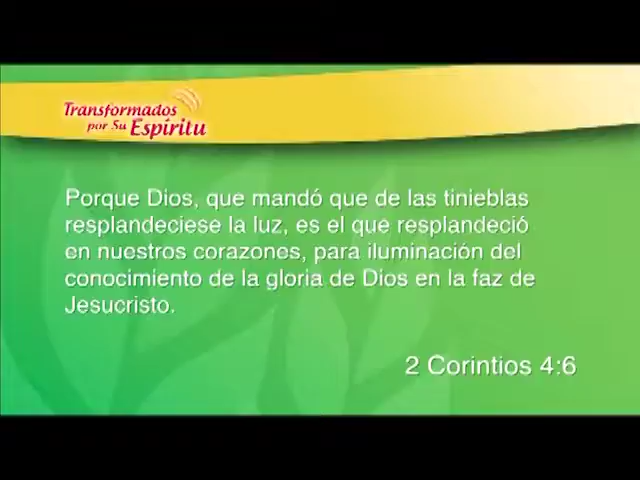 Transformados
por Su Espíritu
Porque Dios, que mandó que de las tinieblas
resplandeciese la luz, es el que resplandeció
en nuestros corazones, para iluminación del
conocimiento de la gloria de Dios en la faz de
Jesucristo.
2 Corintios 4:6